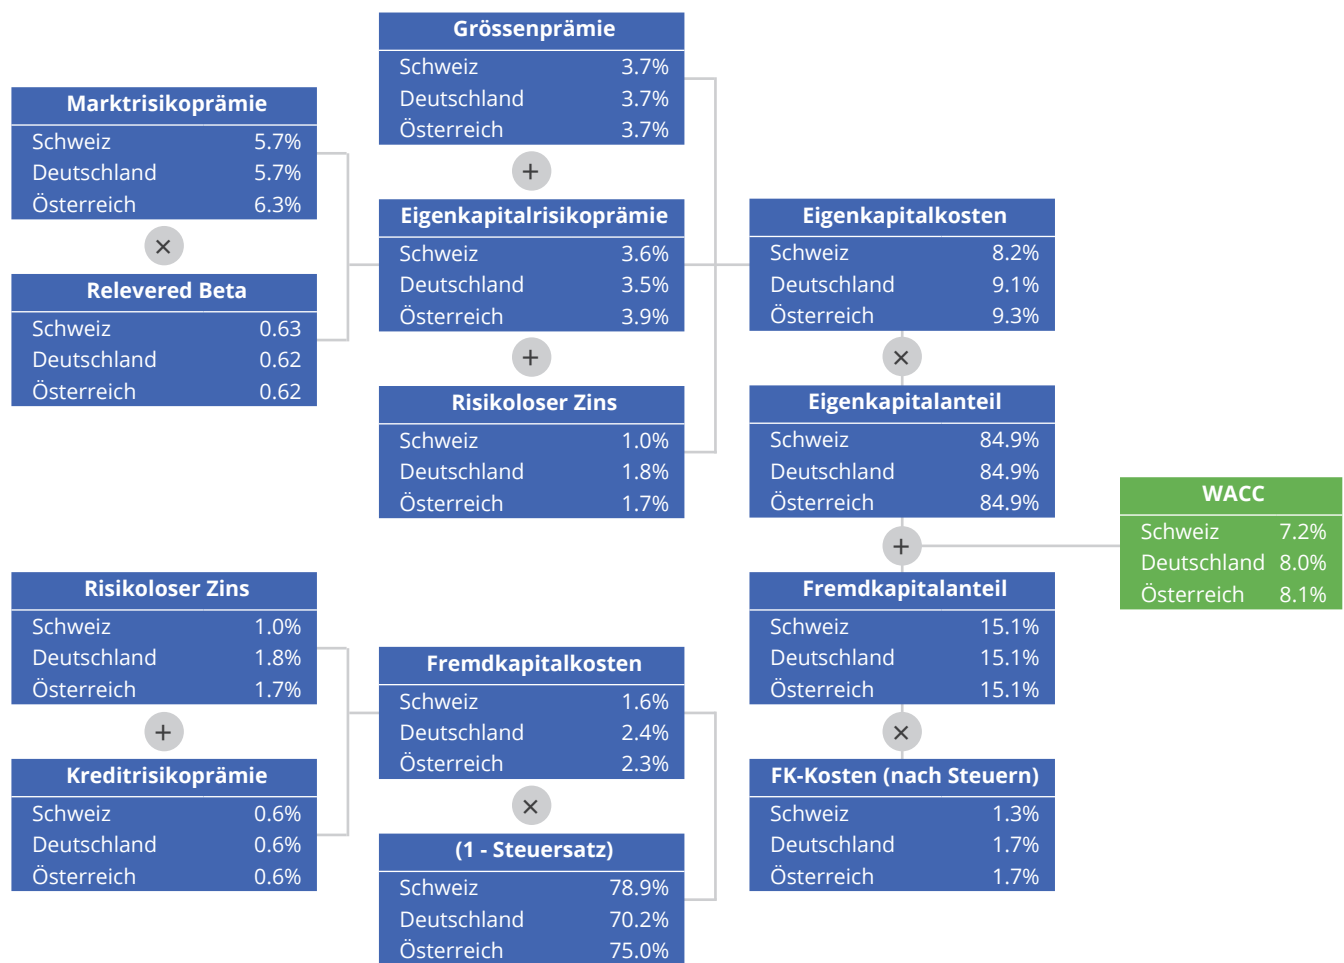 Grössenprämie
Schweiz 3.7%
Deutschland 3.7%
Österreich 3.7%
Marktrisikoprämie
Schweiz 5.7%
Deutschland 5.7%
Österreich 6.3%
+
×
Eigenkapitalrisikoprämie
Schweiz 3.6%
Deutschland 3.5%
Österreich 3.9%
Eigenkapitalkosten
Schweiz 8.2%
Deutschland 9.1%
Österreich 9.3%
Relevered Beta
Schweiz 0.63
Deutschland 0.62
Österreich 0.62
+
×
Risikoloser Zins
Schweiz 1.0%
Deutschland 1.8%
Österreich 1.7%
Eigenkapitalanteil
Schweiz 84.9%
Deutschland 84.9%
Österreich 84.9%
+
WACC
Schweiz 7.2%
Deutschland 8.0%
Österreich 8.1%
Risikoloser Zins
Schweiz 1.0%
Deutschland 1.8%
Österreich 1.7%
Fremdkapitalanteil
Schweiz 15.1%
Deutschland 15.1%
Österreich 15.1%
Fremdkapitalkosten
Schweiz 1.6%
Deutschland 2.4%
Österreich 2.3%
+
×
Kreditrisikoprämie
Schweiz 0.6%
Deutschland 0.6%
Österreich 0.6%
×
FK-Kosten (nach Steuern)
Schweiz 1.3%
Deutschland 1.7%
Österreich 1.7%
(1 - Steuersatz)
Schweiz 78.9%
Deutschland 70.2%
Österreich 75.0%